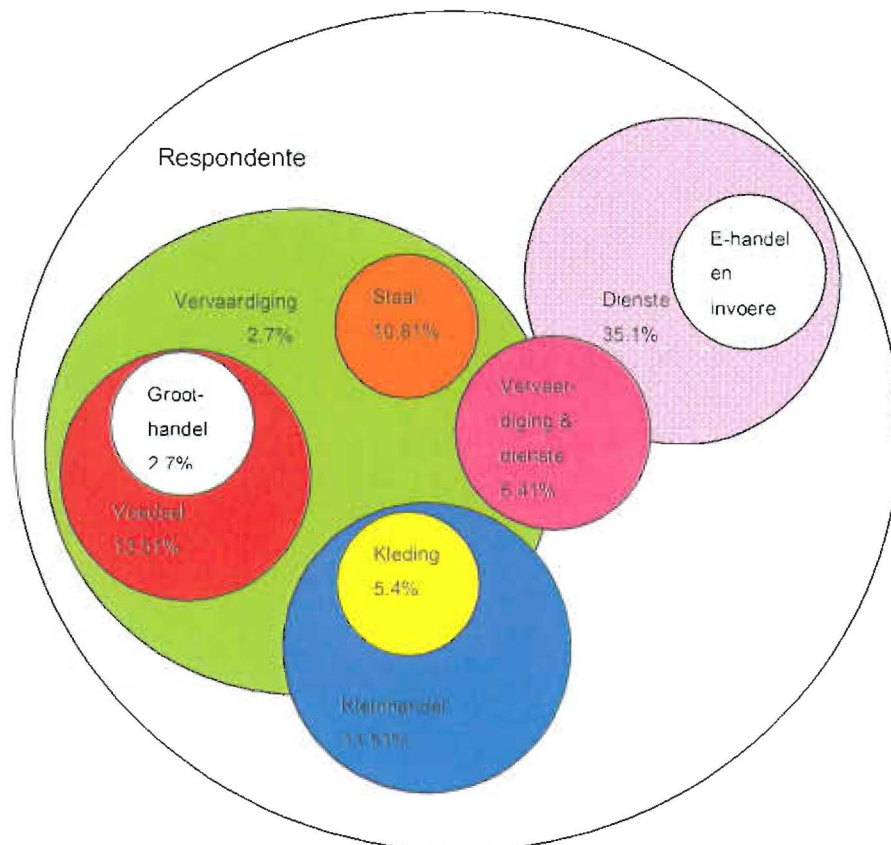 Respondente
E-handel
en
invoere
Dienste
35.1%
Vervaardiging
2.7%
Staal
10.81%
Groot-
handel
2.7%
Voedsel
13.51%
Vervaar-
diging &
dienste
5.41%
Kleding
5.4%
Kleinhandel